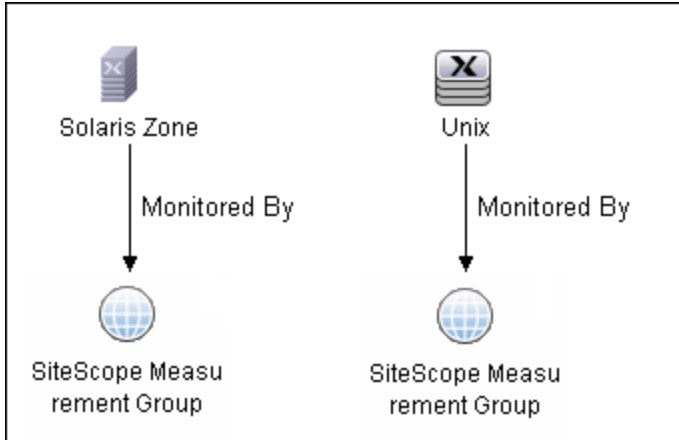 Solaris Zone
Unix
Monitored By
Monitored By
SiteScope Measu
rement Group
SiteScope Measu
rement Group